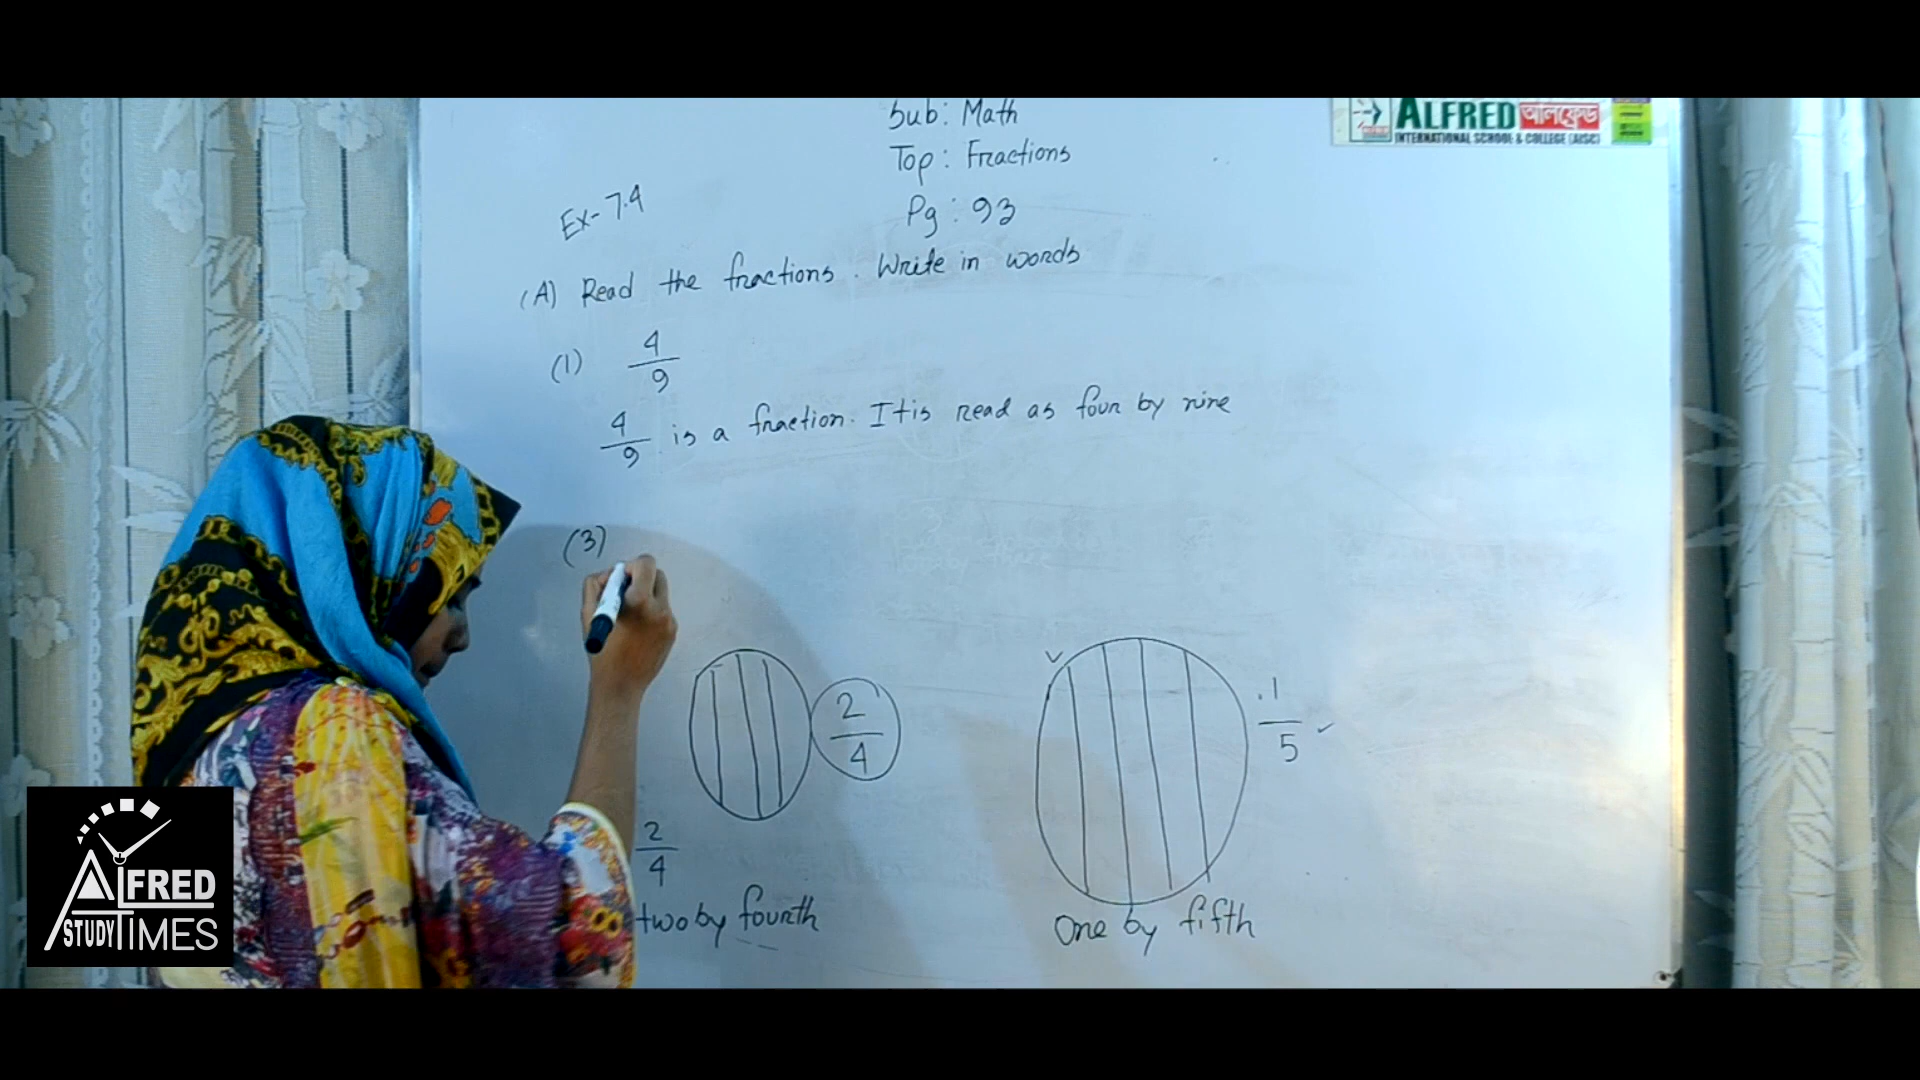 Sub: Math
ALFRED আলফ্রেড
INTERNATIONAL SCHOOL & COLLEGE (AISC)
Top: Fractions
Ex-7.4
Pg: 93
(A) Read the fractions. Write in words
(1) 4/9
4/9 is a fraction. It is read as four by nine
(3)
2/4
1/5
2/4
two by fourth
One by fifth
ALFRED
STUDY TIMES